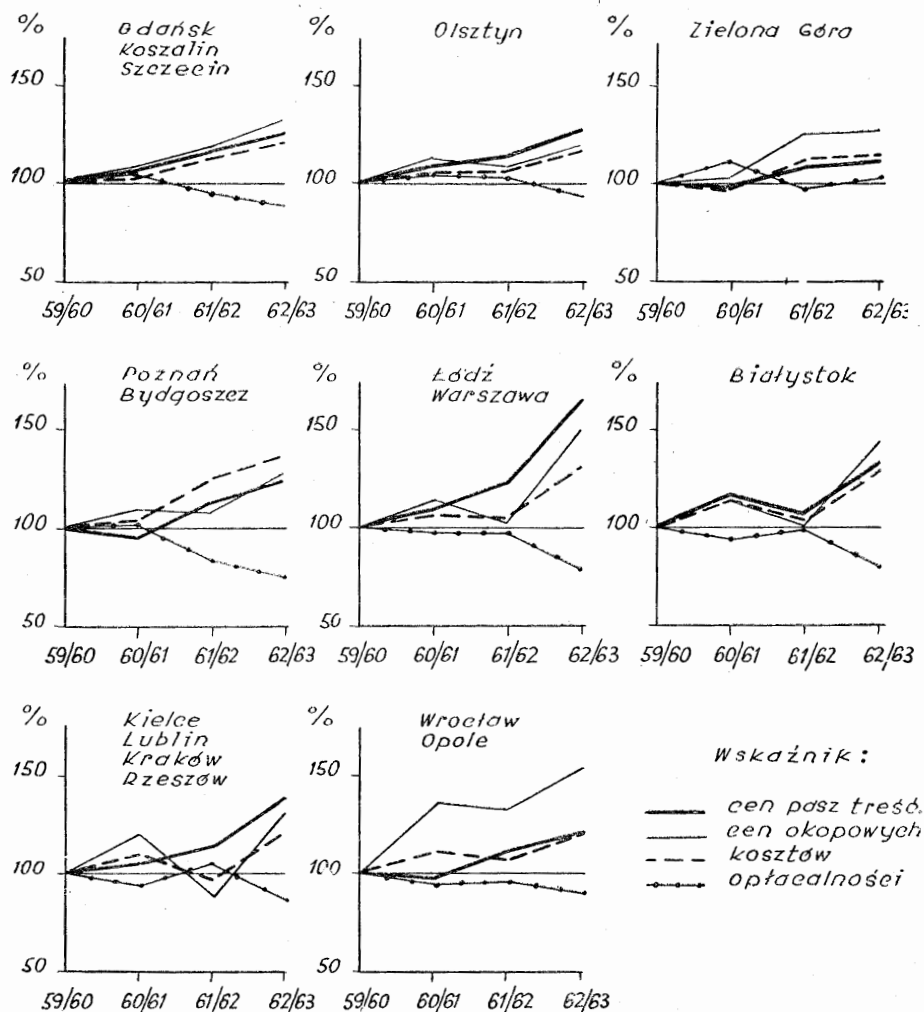 %
Gdańsk
Koszalin
Szczecin
150
100
50
59/60 60/61 61/62 62/63
%
Olsztyn
150
100
50
59/60 60/61 61/62 62/63
%
Zielona Góra
150
100
50
59/60 60/61 61/62 62/63
%
Poznań
Bydgoszez
150
100
50
59/60 60/61 61/62 62/63
%
Łódź
Warszawa
150
100
50
59/60 60/61 61/62 62/63
%
Białystok
150
100
50
59/60 60/61 61/62 62/63
%
Kielce
Lublin
Kraków
Rzeszów
150
100
50
59/60 60/61 61/62 62/63
%
Wrocław
Opole
150
100
50
59/60 60/61 61/62 62/63
Wskaźnik:
cen pasz treść.
cen okopowych
kosztów
opłacalności